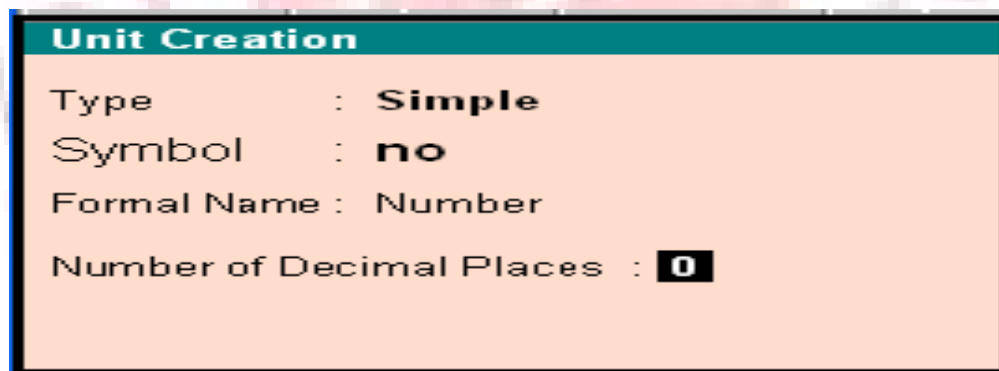 Unit Creation
Type : Simple
Symbol : no
Formal Name : Number
Number of Decimal Places : 0